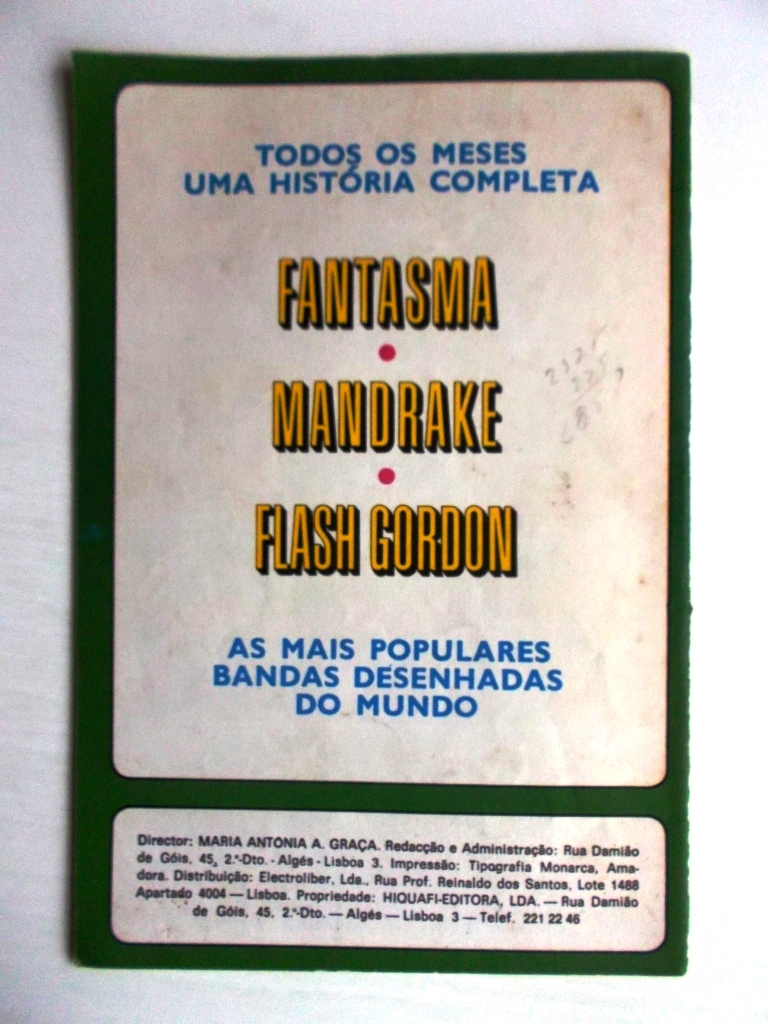 TODOS OS MESES
UMA HISTÓRIA COMPLETA
FANTASMA
MANDRAKE
FLASH GORDON
AS MAIS POPULARES
BANDAS DESENHADAS
DO MUNDO
Director: MARIA ANTONIA A. GRAÇA. Redacção e Administração: Rua Damião
de Góis, 45, 2.º-Dto. - Algés - Lisboa 3. Impressão: Tipografia Monarca, Ama-
dora. Distribuição: Electroliber, Lda., Rua Prof. Reinaldo dos Santos, Lote 1488
Apartado 4004 — Lisboa. Propriedade: HIQUAFI-EDITORA, LDA. — Rua Damião
de Góis, 45, 2.º-Dto. — Algés — Lisboa 3 — Telef. 221 22 46